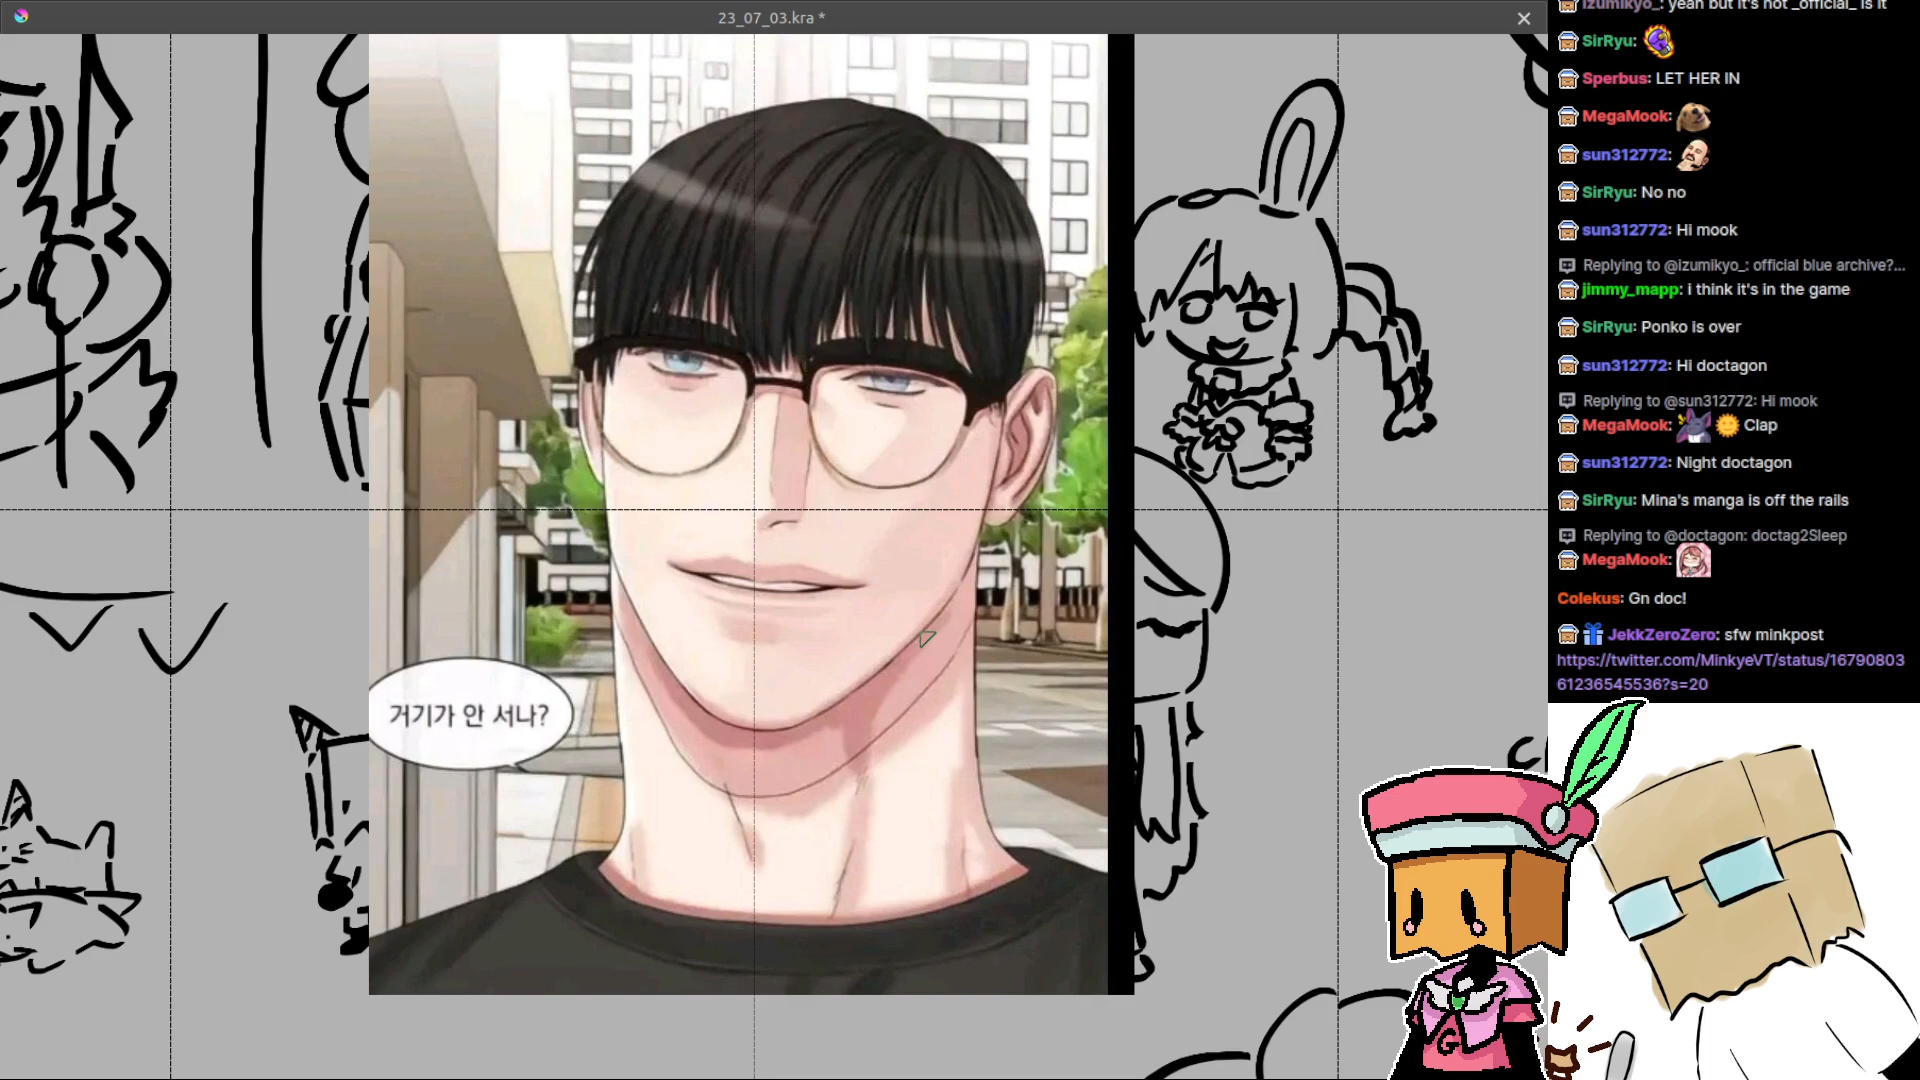 23_07_03.kra *
거기가 안 서나?
izumikyo_: yeah but it's not _official_ is it
SirRyu:
Sperbus: LET HER IN
MegaMook:
sun312772:
SirRyu: No no
sun312772: Hi mook
Replying to @izumikyo_: official blue archive?...
jimmy_mapp: i think it's in the game
SirRyu: Ponko is over
sun312772: Hi doctagon
Replying to @sun312772: Hi mook
MegaMook: Clap
sun312772: Night doctagon
SirRyu: Mina's manga is off the rails
Replying to @doctagon: doctag2Sleep
MegaMook:
Colekus: Gn doc!
JekkZeroZero: sfw minkpost
https://twitter.com/MinkyeVT/status/16790803
61236545536?s=20
G